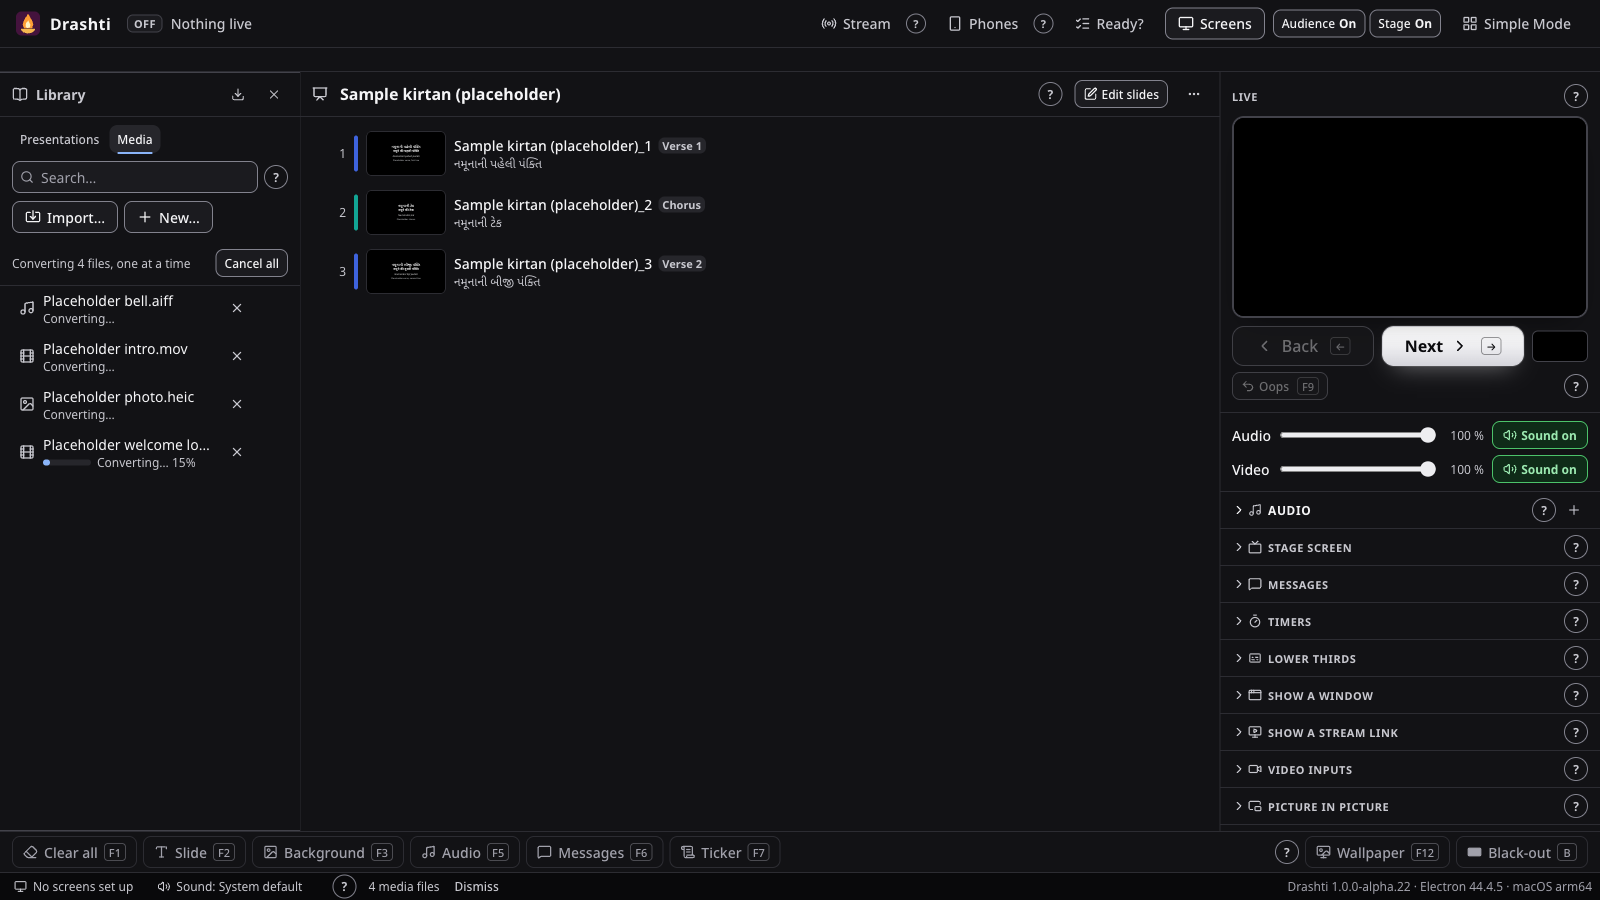 Drashti OFF Nothing live Stream ? Phones ? Ready? Screens Audience On Stage On Simple Mode
Library
Presentations Media
Search... ?
Import... New...
Converting 4 files, one at a time Cancel all
Placeholder bell.aiff
Converting...
Placeholder intro.mov
Converting...
Placeholder photo.heic
Converting...
Placeholder welcome lo...
Converting... 15%
Sample kirtan (placeholder) ? Edit slides ...
1 Sample kirtan (placeholder)_1 Verse 1
નમૂનાની પહેલી પંક્તિ
2 Sample kirtan (placeholder)_2 Chorus
નમૂનાની ટેક
3 Sample kirtan (placeholder)_3 Verse 2
નમૂનાની બીજી પંક્તિ
LIVE ?
Back ← Next →
Oops F9 ?
Audio 100 % Sound on
Video 100 % Sound on
AUDIO ? +
STAGE SCREEN ?
MESSAGES ?
TIMERS ?
LOWER THIRDS ?
SHOW A WINDOW ?
SHOW A STREAM LINK ?
VIDEO INPUTS ?
PICTURE IN PICTURE ?
Clear all F1 Slide F2 Background F3 Audio F5 Messages F6 Ticker F7 ? Wallpaper F12 Black-out B
No screens set up Sound: System default ? 4 media files Dismiss Drashti 1.0.0-alpha.22 · Electron 44.4.5 · macOS arm64